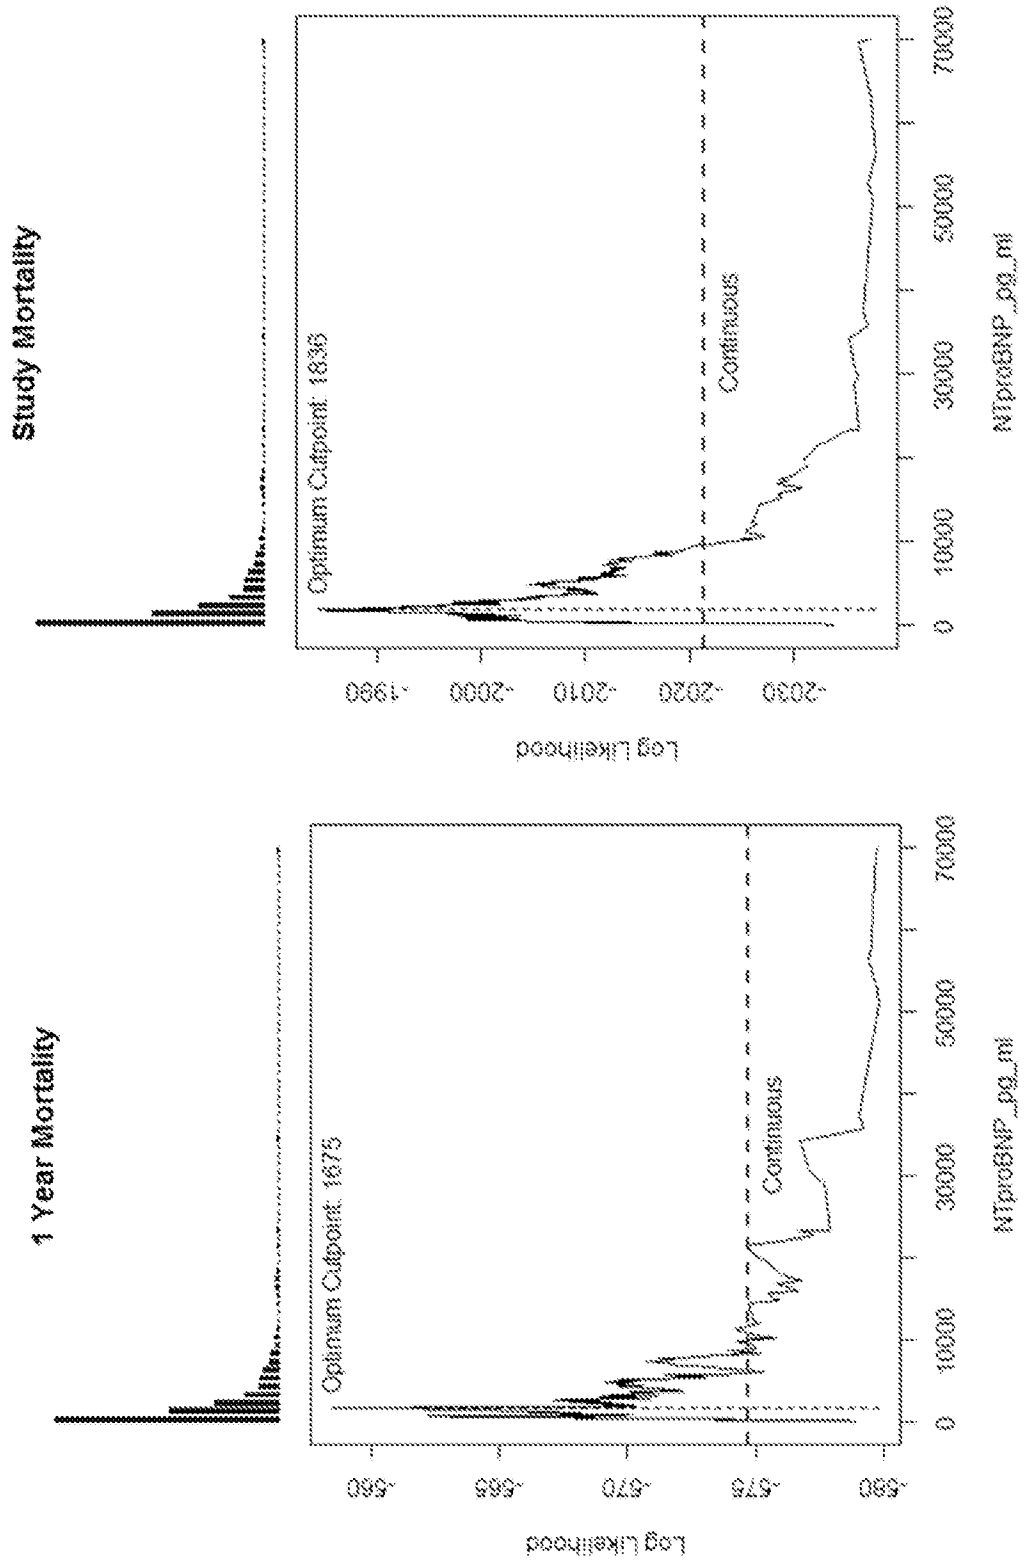 1 Year Mortality
Optimum Cutpoint: 1675
Continuous
Log Likelihood
-560
-565
-570
-575
-580
0
10000
30000
50000
70000
NTproBNP_pg_ml
Study Mortality
Optimum Cutpoint: 1836
Continuous
Log Likelihood
-1990
-2000
-2010
-2020
-2030
0
10000
30000
50000
70000
NTproBNP_pg_ml